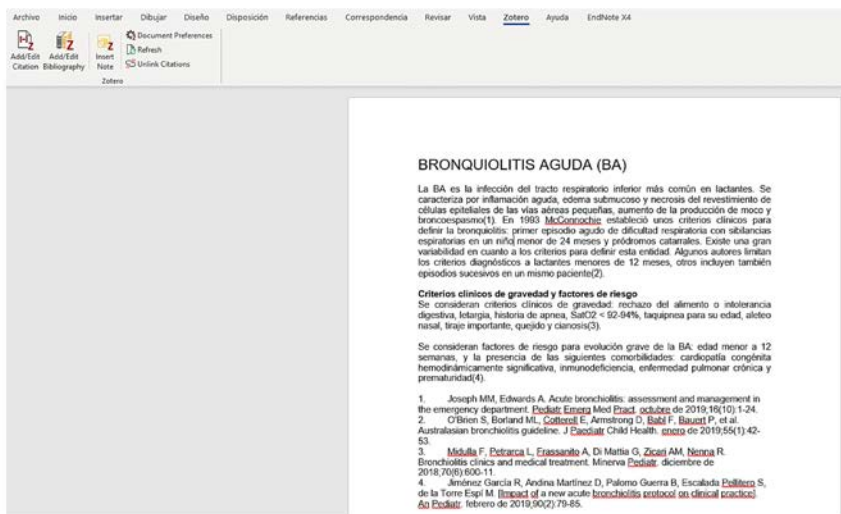 Archivo Inicio Insertar Dibujar Diseño Disposición Referencias Correspondencia Revisar Vista Zotero Ayuda EndNote X4
Add/Edit Citation
Add/Edit Bibliography
Insert Note
Document Preferences
Refresh
Unlink Citations
Zotero
BRONQUIOLITIS AGUDA (BA)
La BA es la infección del tracto respiratorio inferior más común en lactantes. Se
caracteriza por inflamación aguda, edema submucoso y necrosis del revestimiento de
células epiteliales de las vías aéreas pequeñas, aumento de la producción de moco y
broncoespasmo(1). En 1993 McConnochie estableció unos criterios clínicos para
definir la bronquiolitis: primer episodio agudo de dificultad respiratoria con sibilancias
espiratorias en un niño menor de 24 meses y pródromos catarrales. Existe una gran
variabilidad en cuanto a los criterios para definir esta entidad. Algunos autores limitan
los criterios diagnósticos a lactantes menores de 12 meses, otros incluyen también
episodios sucesivos en un mismo paciente(2).
Criterios clínicos de gravedad y factores de riesgo
Se consideran criterios clínicos de gravedad: rechazo del alimento o intolerancia
digestiva, letargia, historia de apnea, SatO2 < 92-94%, taquipnea para su edad, aleteo
nasal, tiraje importante, quejido y cianosis(3).
Se consideran factores de riesgo para evolución grave de la BA: edad menor a 12
semanas, y la presencia de las siguientes comorbilidades: cardiopatía congénita
hemodinámicamente significativa, inmunodeficiencia, enfermedad pulmonar crónica y
prematuridad(4).
1. Joseph MM, Edwards A. Acute bronchiolitis: assessment and management in
the emergency department. Pediatr Emerg Med Pract. octubre de 2019;16(10):1-24.
2. O'Brien S, Borland ML, Cotterell E, Armstrong D, Babl F, Bauert P, et al.
Australasian bronchiolitis guideline. J Paediatr Child Health. enero de 2019;55(1):42-
53.
3. Midulla F, Petrarca L, Frassanito A, Di Mattia G, Zicari AM, Nenna R.
Bronchiolitis clinics and medical treatment. Minerva Pediatr. diciembre de
2018;70(6):600-11.
4. Jiménez García R, Andina Martínez D, Palomo Guerra B, Escalada Pellitero S,
de la Torre Espí M. [Impact of a new acute bronchiolitis protocol on clinical practice].
An Pediatr. febrero de 2019;90(2):79-85.